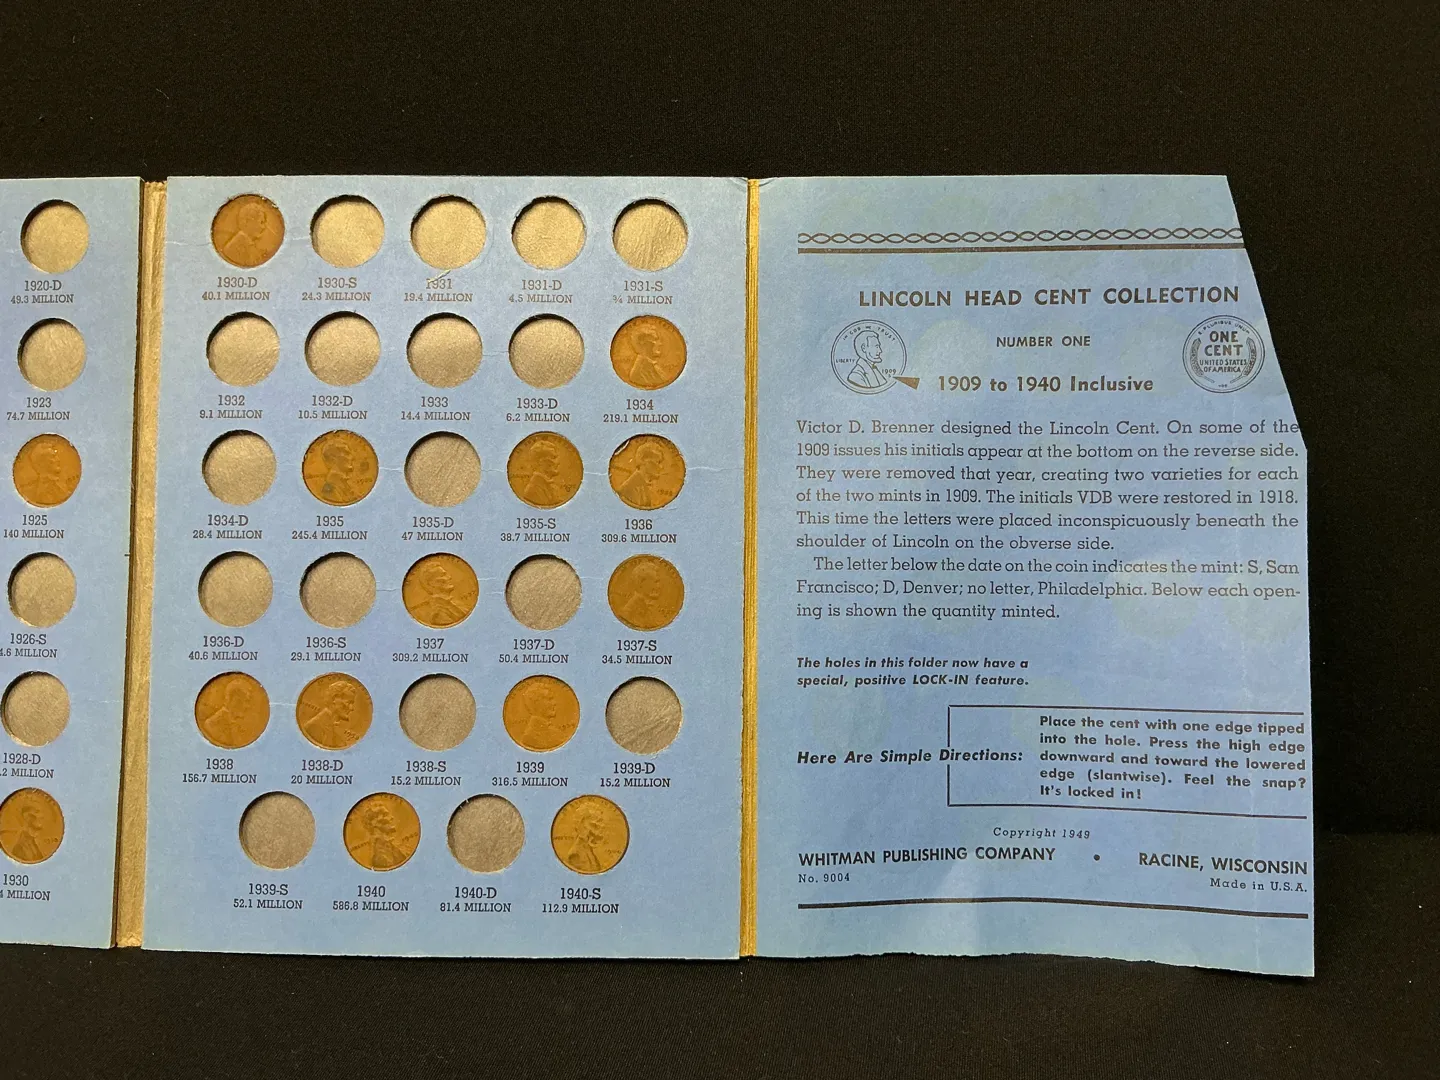 1920-D
49.3 MILLION
1923
74.7 MILLION
1925
140 MILLION
1926-S
4.6 MILLION
1928-D
.2 MILLION
1930
MILLION
1930-D 1930-S 1931 1931-D 1931-S
40.1 MILLION 24.3 MILLION 19.4 MILLION 4.5 MILLION ¾ MILLION
1932 1932-D 1933 1933-D 1934
9.1 MILLION 10.5 MILLION 14.4 MILLION 6.2 MILLION 219.1 MILLION
1934-D 1935 1935-D 1935-S 1936
28.4 MILLION 245.4 MILLION 47 MILLION 38.7 MILLION 309.6 MILLION
1936-D 1936-S 1937 1937-D 1937-S
40.6 MILLION 29.1 MILLION 309.2 MILLION 50.4 MILLION 34.5 MILLION
1938 1938-D 1938-S 1939 1939-D
156.7 MILLION 20 MILLION 15.2 MILLION 316.5 MILLION 15.2 MILLION
1939-S 1940 1940-D 1940-S
52.1 MILLION 586.8 MILLION 81.4 MILLION 112.9 MILLION
LINCOLN HEAD CENT COLLECTION
NUMBER ONE
IN GOD WE TRUST
LIBERTY
1909
E PLURIBUS UNUM
ONE
CENT
UNITED STATES
OF AMERICA
1909 to 1940 Inclusive
Victor D. Brenner designed the Lincoln Cent. On some of the
1909 issues his initials appear at the bottom on the reverse side.
They were removed that year, creating two varieties for each
of the two mints in 1909. The initials VDB were restored in 1918.
This time the letters were placed inconspicuously beneath the
shoulder of Lincoln on the obverse side.
The letter below the date on the coin indicates the mint: S, San
Francisco; D, Denver; no letter, Philadelphia. Below each open-
ing is shown the quantity minted.
The holes in this folder now have a
special, positive LOCK-IN feature.
Here Are Simple Directions:
Place the cent with one edge tipped
into the hole. Press the high edge
downward and toward the lowered
edge (slantwise). Feel the snap?
It's locked in!
Copyright 1949
WHITMAN PUBLISHING COMPANY • RACINE, WISCONSIN
No. 9004 Made in U.S.A.